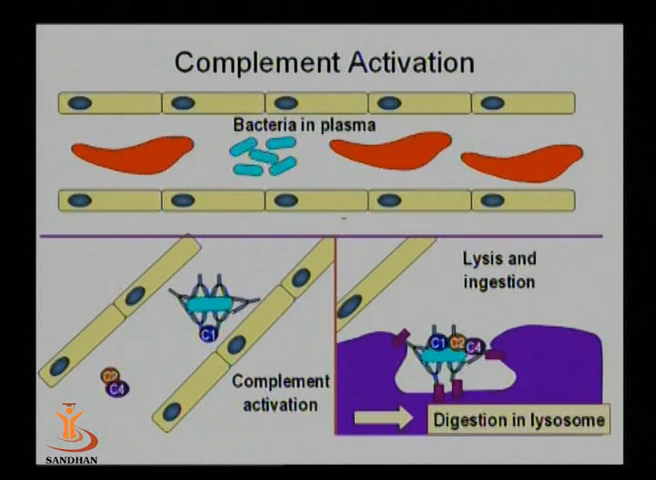 Complement Activation
Bacteria in plasma
C1
C2
C4
Complement
activation
Lysis and
ingestion
C1
C2
C4
Digestion in lysosome
SANDHAN